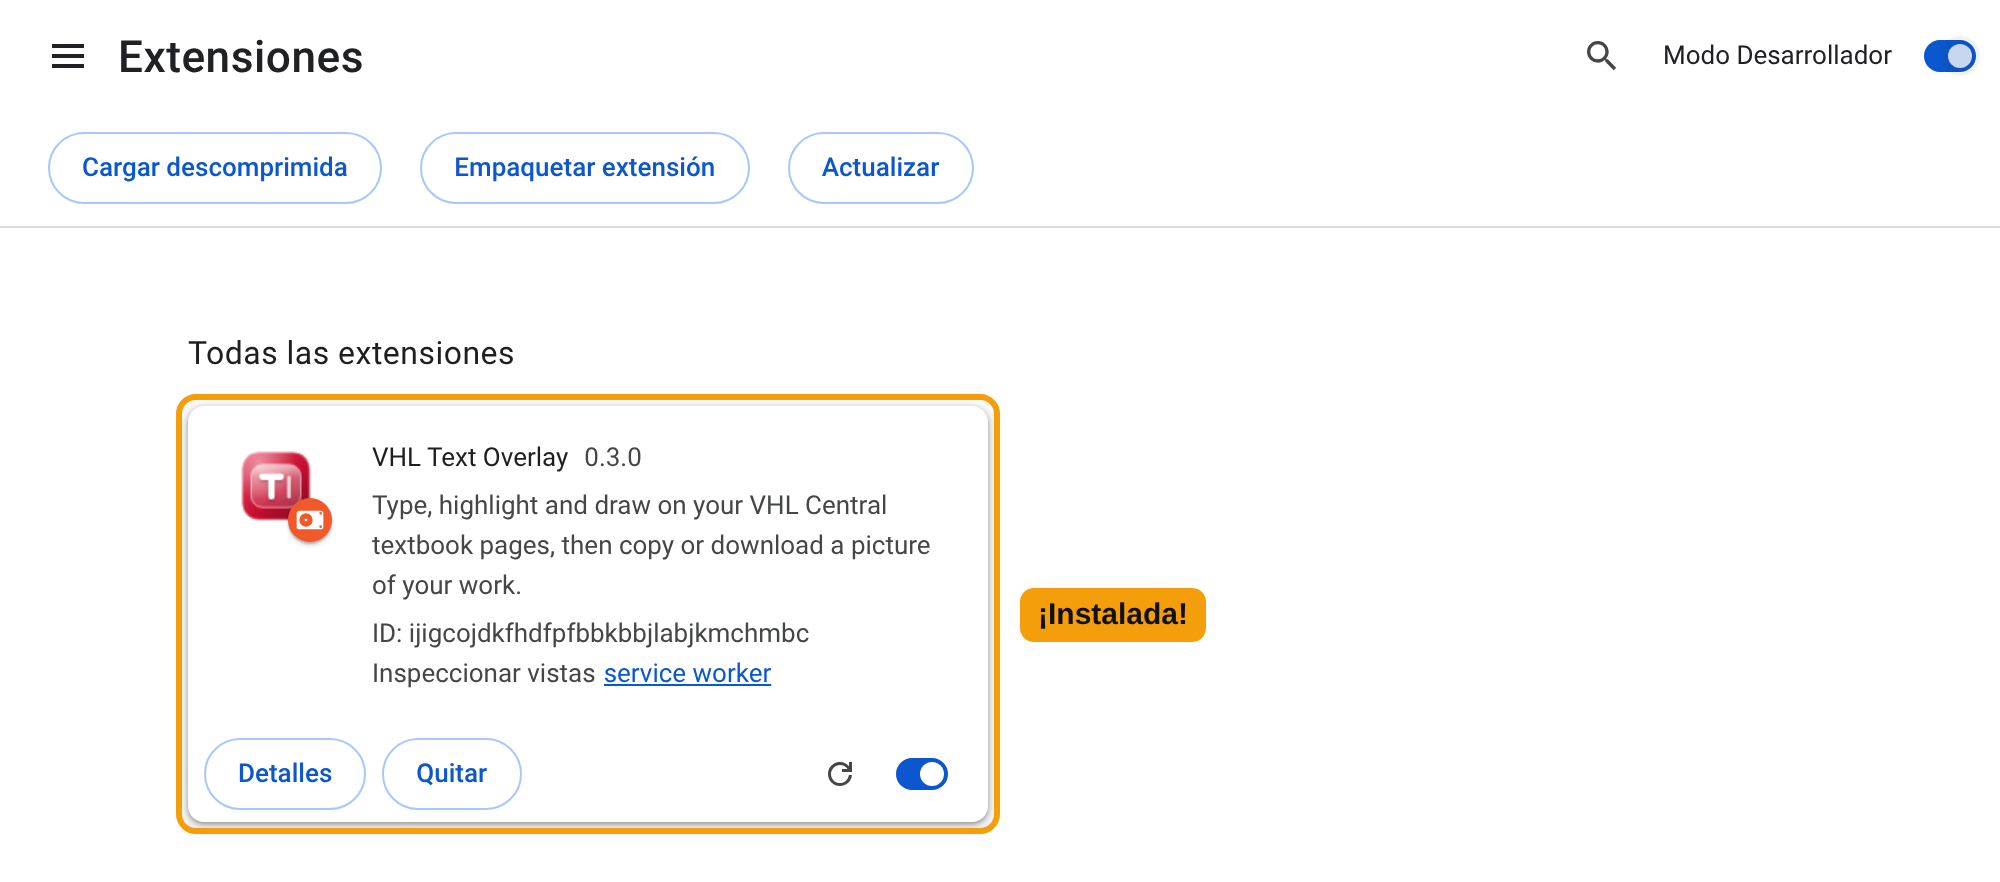 Extensiones
Modo Desarrollador
Cargar descomprimida
Empaquetar extensión
Actualizar
Todas las extensiones
VHL Text Overlay 0.3.0
Type, highlight and draw on your VHL Central
textbook pages, then copy or download a picture
of your work.
ID: ijigcojdkfhdfpfbbkbbjlabjkmchmbc
Inspeccionar vistas service worker
¡Instalada!
Detalles
Quitar